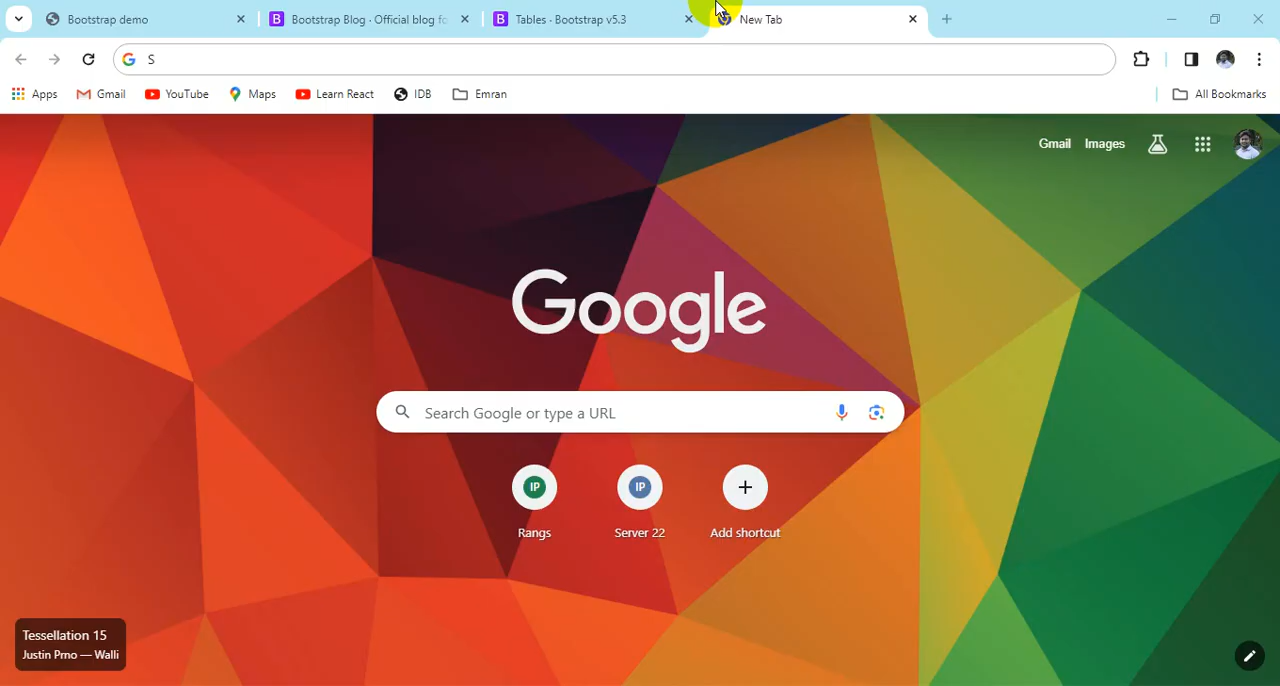 Bootstrap demo
Bootstrap Blog · Official blog fo
Tables · Bootstrap v5.3
New Tab
S
Apps
Gmail
YouTube
Maps
Learn React
IDB
Emran
All Bookmarks
Gmail
Images
Google
Search Google or type a URL
IP
IP
Rangs
Server 22
Add shortcut
Tessellation 15
Justin Prno — Walli